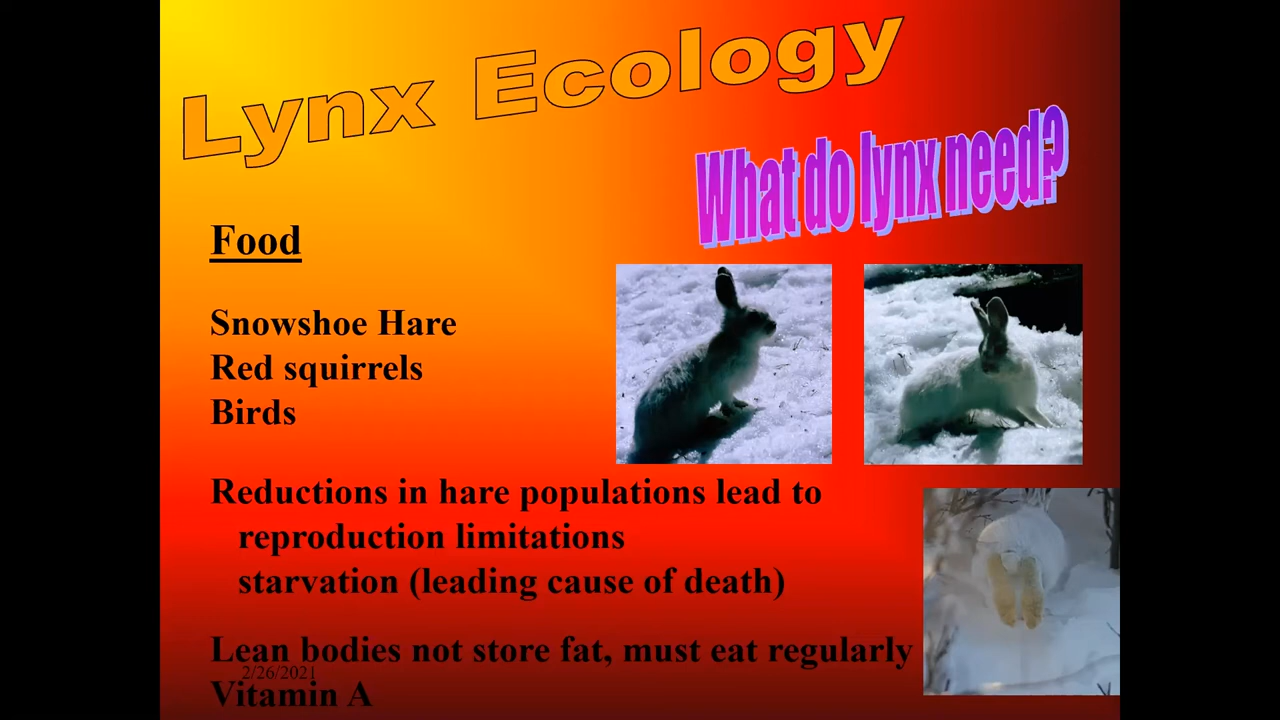 Lynx Ecology
What do lynx need?
Food
Snowshoe Hare
Red squirrels
Birds
Reductions in hare populations lead to
reproduction limitations
starvation (leading cause of death)
Lean bodies not store fat, must eat regularly
2/26/2021
Vitamin A